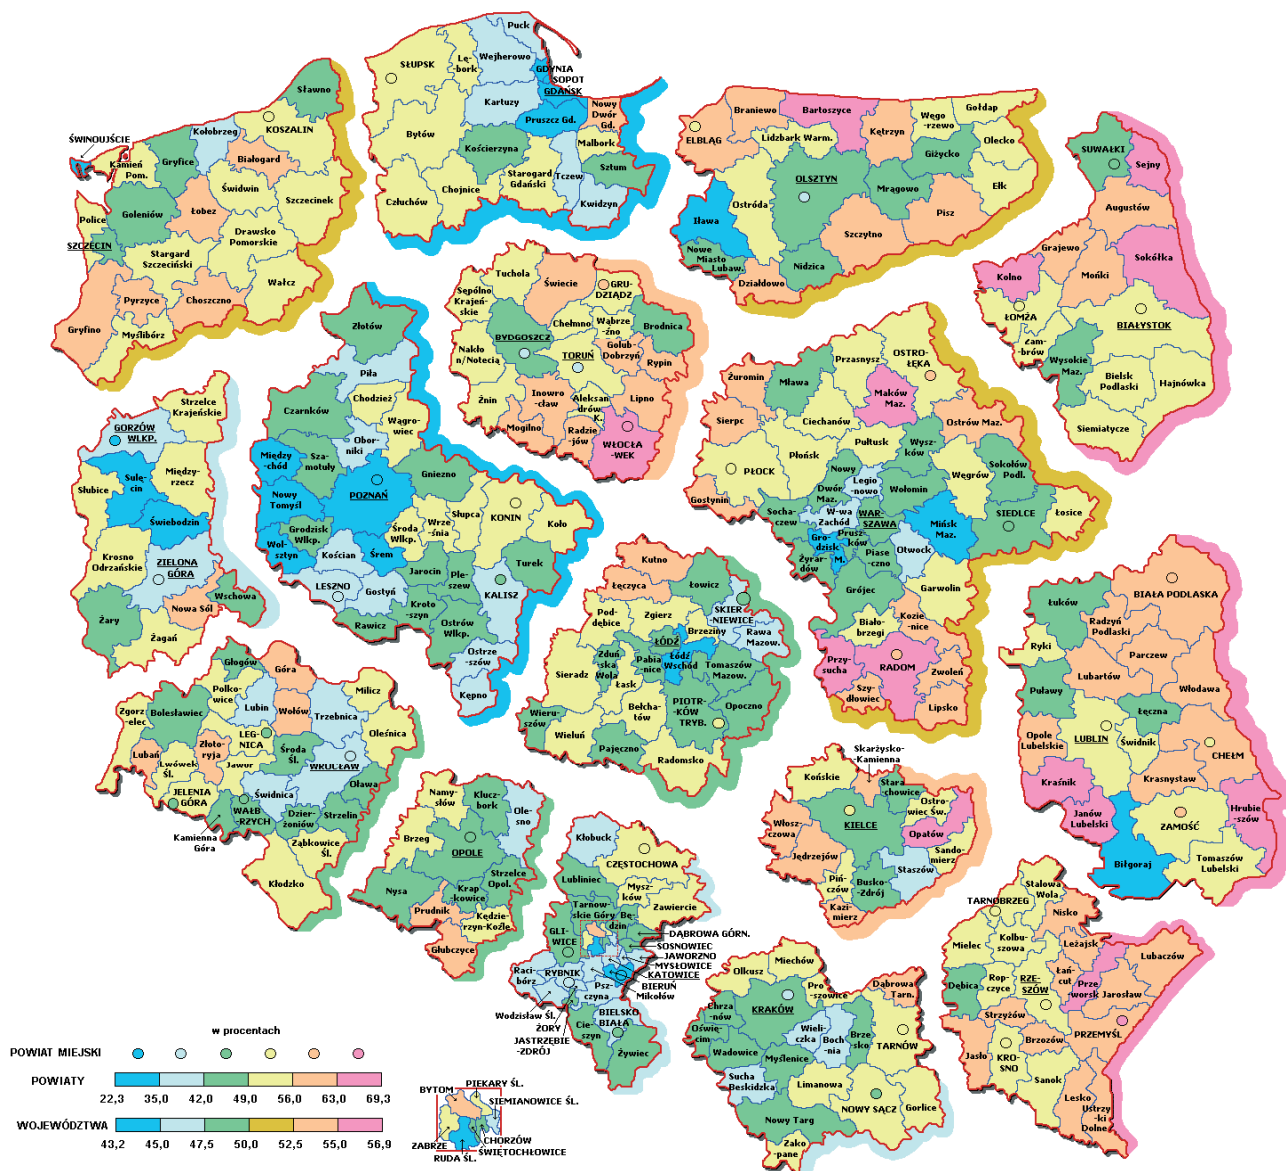 Puck
Wejherowo
Lę-
bork
SŁUPSK
GDYNIA
SOPOT
GDAŃSK
Kartuzy
Pruszcz Gd.
Nowy
Dwór
Gd.
Bytów
Kościerzyna
Malbork
Starogard
Gdański
Tczew
Sztum
Chojnice
Człuchów
Kwidzyn
Sławno
Kołobrzeg
KOSZALIN
ŚWINOUJŚCIE
Kamień
Pom.
Gryfice
Białogard
Świdwin
Szczecinek
Goleniów
Łobez
Police
SZCZECIN
Drawsko
Pomorskie
Stargard
Szczeciński
Wałcz
Pyrzyce
Choszczno
Gryfino
Myślibórz
Braniewo
Bartoszyce
Węgo
-rzewo
Gołdap
ELBLĄG
Lidzbark Warm.
Kętrzyn
Olecko
Giżycko
OLSZTYN
Mrągowo
Ełk
Ostróda
Iława
Pisz
Szczytno
Nowe
Miasto
Lubaw.
Nidzica
Działdowo
SUWAŁKI
Sejny
Augustów
Grajewo
Sokółka
Kolno
Mońki
ŁOMŻA
BIAŁYSTOK
Zam-
brów
Wysokie
Maz.
Bielsk
Podlaski
Hajnówka
Siemiatycze
Tuchola
Sępólno
Krajeń-
skie
Świecie
GRU-
DZIĄDZ
Chełmno
Wąbrze
-źno
Brodnica
BYDGOSZCZ
Golub-
Dobrzyń
Nakło
n/Notecią
TORUŃ
Rypin
Żnin
Inowro
-cław
Aleksan-
drów
K.
Lipno
Mogilno
Radzie
-jów
WŁOCŁA
-WEK
Złotów
Piła
Chodzież
Czarnków
Wągro-
wiec
Obor-
niki
Między
-chód
Sza-
motuły
Gniezno
POZNAŃ
Nowy
Tomyśl
Słupca
KONIN
Koło
Wrze
-śnia
Środa
Wlkp.
Grodzisk
Wlkp.
Wol-
sztyn
Kościan
Śrem
Turek
Jarocin
Ple-
szew
LESZNO
Gostyń
KALISZ
Kroto-
szyn
Rawicz
Ostrów
Wlkp.
Ostrze
-szów
Kępno
Strzelce
Krajeńskie
GORZÓW
WLKP.
Sulę-
cin
Między-
rzecz
Słubice
Świebodzin
Krosno
Odrzańskie
ZIELONA
GÓRA
Nowa Sól
Wschowa
Żary
Żagań
Przasnysz
OSTRO-
ŁĘKA
Żuromin
Mława
Maków
Maz.
Sierpc
Ciechanów
Ostrów Maz.
Pułtusk
Wysz-
ków
PŁOCK
Płońsk
Węgrów
Sokołów
Podl.
Nowy
Dwór
Maz.
Legio
-nowo
Wołomin
Gostynin
SIEDLCE
Łosice
Socha-
czew
W-wa
Zachód
WAR-
SZAWA
Mińsk
Maz.
Gro-
dzisk
M.
Prusz-
ków
Piase
-czno
Otwock
Żyrar-
dów
Garwolin
Grójec
Kozie-
nice
Biało-
brzegi
Przy-
sucha
RADOM
Zwoleń
Szy-
dłowiec
Lipsko
Kutno
Łęczyca
Łowicz
SKIER
NIEWICE
Pod-
dębice
Zgierz
Brzeziny
Rawa
Mazow.
ŁÓDŹ
Łódź
Wschód
Zduń-
ska
Wola
Pabia-
nice
Sieradz
Tomaszów
Mazow.
Łask
PIOTR-
KÓW
TRYB.
Opoczno
Bełcha-
tów
Wieru-
szów
Wieluń
Pajęczno
Radomsko
BIAŁA PODLASKA
Łuków
Radzyń
Podlaski
Ryki
Parczew
Lubartów
Puławy
Włodawa
Łęczna
Opole
Lubelskie
LUBLIN
Świdnik
CHEŁM
Krasnystaw
Kraśnik
Hrubie-
szów
Janów
Lubelski
ZAMOŚĆ
Biłgoraj
Tomaszów
Lubelski
Głogów
Góra
Polko-
wice
Milicz
Lubin
Wołów
Trzebnica
Bolesławiec
Zgorz
-elec
Oleśnica
LEG-
NICA
Złoto-
ryja
Środa
Śl.
WROCŁAW
Lubań
Lwówek
Śl.
Jawor
Oława
JELENIA
GÓRA
Świdnica
WAŁB
-RZYCH
Dzier-
żoniów
Strzelin
Kamienna
Góra
Ząbkowice
Śl.
Kłodzko
Namy
słów
Klucz-
bork
Ole-
sno
Brzeg
OPOLE
Strzelce
Opol.
Nysa
Krap
-kowice
Prudnik
Kędzie-
rzyn-Koźle
Głubczyce
Kłobuck
CZĘSTOCHOWA
Lubliniec
Mysz-
ków
Zawiercie
Tarnow
-skie Góry
Bę-
dzin
GLI-
WICE
DĄBROWA GÓRN.
SOSNOWIEC
JAWORZNO
MYSŁOWICE
KATOWICE
BIERUŃ
Mikołów
Raci-
bórz
RYBNIK
Psz-
czyna
Wodzisław Śl.
ŻORY
JASTRZĘBIE
-ZDRÓJ
BIELSKO
BIAŁA
Cie-
szyn
Żywiec
Skarżysko-
Kamienna
Końskie
Stara
chowice
Ostro-
wiec Św.
KIELCE
Włosz-
czowa
Opatów
Jędrzejów
Sando-
mierz
Staszów
Piń-
czów
Busko-
Zdrój
Kazi-
mierz
Stalowa
Wola
TARNOBRZEG
Nisko
Mielec
Kolbu-
szowa
Leżajsk
Lubaczów
Dębica
Rop-
czyce
RZE-
SZÓW
Łań-
cut
Prze
worsk
Jarosław
Strzyżów
PRZEMYŚL
Brzozów
Jasło
KRO-
SNO
Sanok
Lesko
Ustrzy
-ki
Dolne
Olkusz
Miechów
Pro-
szowice
Dąbrowa
Tarn.
Chrza-
nów
KRAKÓW
Oświę-
cim
Wieli-
czka
Boch
-nia
Brze
sko
TARNÓW
Wadowice
Myślenice
Sucha
Beskidzka
Limanowa
NOWY SĄCZ
Gorlice
Nowy Targ
Zako
-pane
PIEKARY ŚL.
BYTOM
SIEMIANOWICE ŚL.
CHORZÓW
ŚWIĘTOCHŁOWICE
ZABRZE
RUDA ŚL.
w procentach
POWIAT MIEJSKI
POWIATY
22,3 35,0 42,0 49,0 56,0 63,0 69,3
WOJEWÓDZTWA
43,2 45,0 47,5 50,0 52,5 55,0 56,9